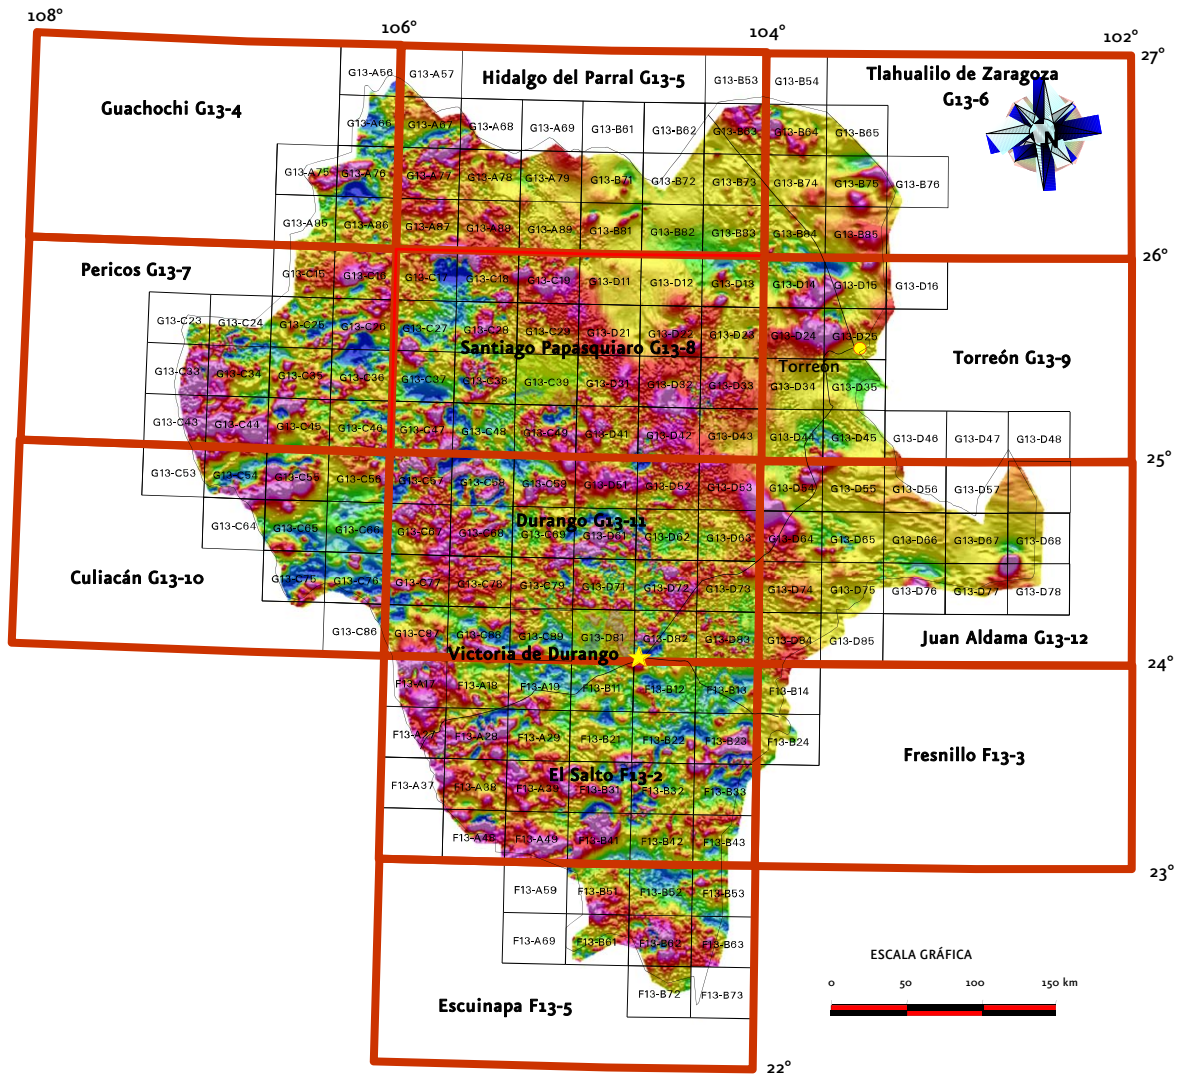 108°
106°
104°
102°
27°
G13-A56
G13-A57
Hidalgo del Parral G13-5
G13-B53
G13-B54
Tlahualilo de Zaragoza
G13-6
Guachochi G13-4
G13-A66
G13-A67
G13-A68
G13-A69
G13-B61
G13-B62
G13-B63
G13-B64
G13-B65
G13-A75
G13-A76
G13-A77
G13-A78
G13-A79
G13-B71
G13-B72
G13-B73
G13-B74
G13-B75
G13-B76
G13-A85
G13-A86
G13-A87
G13-A88
G13-A89
G13-B81
G13-B82
G13-B83
G13-B84
G13-B85
26°
Pericos G13-7
G13-C15
G13-C16
G13-C17
G13-C18
G13-C19
G13-D11
G13-D12
G13-D13
G13-D14
G13-D15
G13-D16
G13-C23
G13-C24
G13-C25
G13-C26
G13-C27
G13-C28
G13-C29
G13-D21
G13-D22
G13-D23
G13-D24
G13-D25
Santiago Papasquiaro G13-8
Torreón
Torreón G13-9
G13-C33
G13-C34
G13-C35
G13-C36
G13-C37
G13-C38
G13-C39
G13-D31
G13-D32
G13-D33
G13-D34
G13-D35
G13-C43
G13-C44
G13-C45
G13-C46
G13-C47
G13-C48
G13-C49
G13-D41
G13-D42
G13-D43
G13-D44
G13-D45
G13-D46
G13-D47
G13-D48
25°
G13-C53
G13-C54
G13-C55
G13-C56
G13-C57
G13-C58
G13-C59
G13-D51
G13-D52
G13-D53
G13-D54
G13-D55
G13-D56
G13-D57
Durango G13-11
G13-C64
G13-C65
G13-C66
G13-C67
G13-C68
G13-C69
G13-D61
G13-D62
G13-D63
G13-D64
G13-D65
G13-D66
G13-D67
G13-D68
Culiacán G13-10
G13-C75
G13-C76
G13-C77
G13-C78
G13-C79
G13-D71
G13-D72
G13-D73
G13-D74
G13-D75
G13-D76
G13-D77
G13-D78
G13-C86
G13-C87
G13-C88
G13-C89
G13-D81
G13-D82
G13-D83
G13-D84
G13-D85
Juan Aldama G13-12
Victoria de Durango
24°
F13-A17
F13-A18
F13-A19
F13-B11
F13-B12
F13-B13
F13-B14
F13-A27
F13-A28
F13-A29
F13-B21
F13-B22
F13-B23
F13-B24
El Salto F13-2
Fresnillo F13-3
F13-A37
F13-A38
F13-A39
F13-B31
F13-B32
F13-B33
F13-A48
F13-A49
F13-B41
F13-B42
F13-B43
23°
F13-A59
F13-B51
F13-B52
F13-B53
F13-A69
F13-B61
F13-B62
F13-B63
F13-B72
F13-B73
Escuinapa F13-5
22°
ESCALA GRÁFICA
0 50 100 150 km